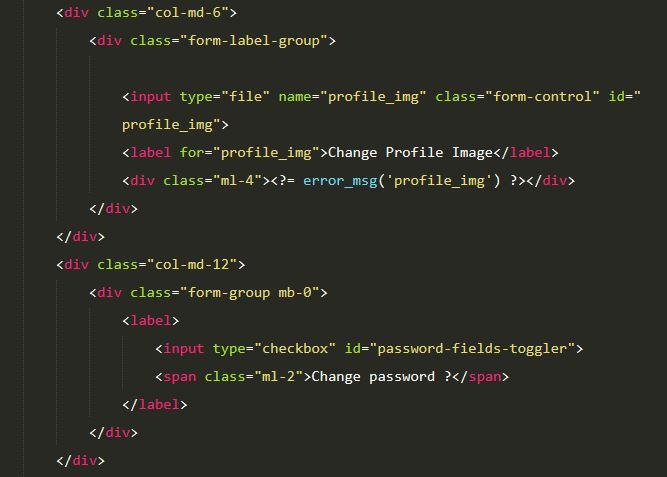 <div class="col-md-6">
<div class="form-label-group">
<input type="file" name="profile_img" class="form-control" id="
profile_img">
<label for="profile_img">Change Profile Image</label>
<div class="ml-4"><?= error_msg('profile_img') ?></div>
</div>
</div>
<div class="col-md-12">
<div class="form-group mb-0">
<label>
<input type="checkbox" id="password-fields-toggler">
<span class="ml-2">Change password ?</span>
</label>
</div>
</div>